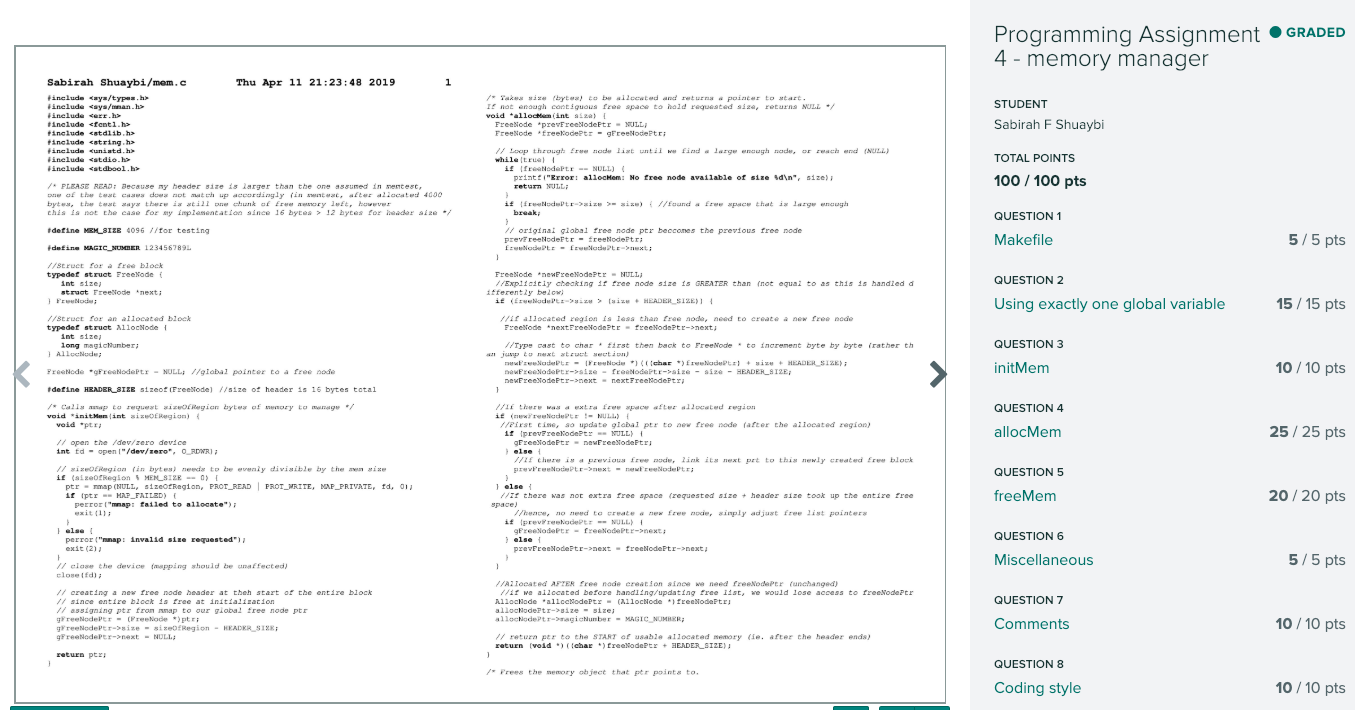 Sabirah Shuaybi/mem.c Thu Apr 11 21:23:48 2019 1
#include <sys/types.h>
#include <sys/mman.h>
#include <err.h>
#include <fcntl.h>
#include <stdlib.h>
#include <string.h>
#include <unistd.h>
#include <stdio.h>
#include <stdbool.h>
/* PLEASE READ: Because my header size is larger than the one assumed in memtest,
one of the test cases does not match up accordingly (in memtest, after allocated 4000
bytes, the test says there is still one chunk of free memory left, however
this is not the case for my implementation since 16 bytes > 12 bytes for header size */
#define MEM_SIZE 4096 //for testing
#define MAGIC_NUMBER 123456789L
//Struct for a free block
typedef struct FreeNode {
int size;
struct FreeNode *next;
} FreeNode;
//Struct for an allocated block
typedef struct AllocNode {
int size;
long magicNumber;
} AllocNode;
FreeNode *gFreeNodePtr = NULL; //global pointer to a free node
#define HEADER_SIZE sizeof(FreeNode) //size of header is 16 bytes total
/* Calls mmap to request sizeOfRegion bytes of memory to manage */
void *initMem(int sizeOfRegion) {
void *ptr;
// open the /dev/zero device
int fd = open("/dev/zero", O_RDWR);
// sizeOfRegion (in bytes) needs to be evenly divisible by the mem size
if (sizeOfRegion % MEM_SIZE == 0) {
ptr = mmap(NULL, sizeOfRegion, PROT_READ | PROT_WRITE, MAP_PRIVATE, fd, 0);
if (ptr == MAP_FAILED) {
perror("mmap: failed to allocate");
exit(1);
}
} else {
perror("mmap: invalid size requested");
exit(2);
}
// close the device (mapping should be unaffected)
close(fd);
// creating a new free node header at theh start of the entire block
// since entire block is free at initialization
// assigning ptr from mmap to our global free node ptr
gFreeNodePtr = (FreeNode *)ptr;
gFreeNodePtr->size = sizeOfRegion - HEADER_SIZE;
gFreeNodePtr->next = NULL;
return ptr;
}
/* Takes size (bytes) to be allocated and returns a pointer to start.
If not enough contiguous free space to hold requested size, returns NULL */
void *allocMem(int size) {
FreeNode *prevFreeNodePtr = NULL;
FreeNode *freeNodePtr = gFreeNodePtr;
// Loop through free node list until we find a large enough node, or reach end (NULL)
while(true) {
if (freeNodePtr == NULL) {
printf("Error: allocMem: No free node available of size %d\n", size);
return NULL;
}
if (freeNodePtr->size >= size) { //found a free space that is large enough
break;
}
// original global free node ptr beccomes the previous free node
prevFreeNodePtr = freeNodePtr;
freeNodePtr = freeNodePtr->next;
}
FreeNode *newFreeNodePtr = NULL;
//Explicitly checking if free node size is GREATER than (not equal to as this is handled d
ifferently below)
if (freeNodePtr->size > (size + HEADER_SIZE)) {
//if allocated region is less than free node, need to create a new free node
FreeNode *nextFreeNodePtr = freeNodePtr->next;
//Type cast to char * first then back to FreeNode * to increment byte by byte (rather th
an jump to next struct section)
newFreeNodePtr = (FreeNode *)(((char *)freeNodePtr) + size + HEADER_SIZE);
newFreeNodePtr->size = freeNodePtr->size - size - HEADER_SIZE;
newFreeNodePtr->next = nextFreeNodePtr;
}
//If there was a extra free space after allocated region
if (newFreeNodePtr != NULL) {
//First time, so update global ptr to new free node (after the allocated region)
if (prevFreeNodePtr == NULL) {
gFreeNodePtr = newFreeNodePtr;
} else {
//If there is a previous free node, link its next prt to this newly created free block
prevFreeNodePtr->next = newFreeNodePtr;
}
} else {
//If there was not extra free space (requested size + header size took up the entire free
space)
//hence, no need to create a new free node, simply adjust free list pointers
if (prevFreeNodePtr == NULL) {
gFreeNodePtr = freeNodePtr->next;
} else {
prevFreeNodePtr->next = freeNodePtr->next;
}
}
//Allocated AFTER free node creation since we need freeNodePtr (unchanged)
//if we allocated before handling/updating free list, we would lose access to freeNodePtr
AllocNode *allocNodePtr = (AllocNode *)freeNodePtr;
allocNodePtr->size = size;
allocNodePtr->magicNumber = MAGIC_NUMBER;
// return ptr to the START of usable allocated memory (ie. after the header ends)
return (void *)((char *)freeNodePtr + HEADER_SIZE);
}
/* Frees the memory object that ptr points to.
Programming Assignment 4 - memory manager
GRADED
STUDENT
Sabirah F Shuaybi
TOTAL POINTS
100 / 100 pts
QUESTION 1
Makefile 5 / 5 pts
QUESTION 2
Using exactly one global variable 15 / 15 pts
QUESTION 3
initMem 10 / 10 pts
QUESTION 4
allocMem 25 / 25 pts
QUESTION 5
freeMem 20 / 20 pts
QUESTION 6
Miscellaneous 5 / 5 pts
QUESTION 7
Comments 10 / 10 pts
QUESTION 8
Coding style 10 / 10 pts